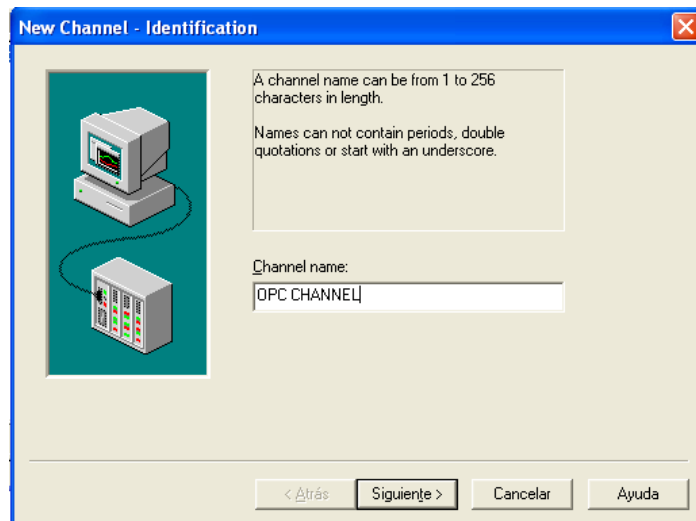 New Channel - Identification
A channel name can be from 1 to 256
characters in length.
Names can not contain periods, double
quotations or start with an underscore.
Channel name:
OPC CHANNEL
< Atrás Siguiente > Cancelar Ayuda